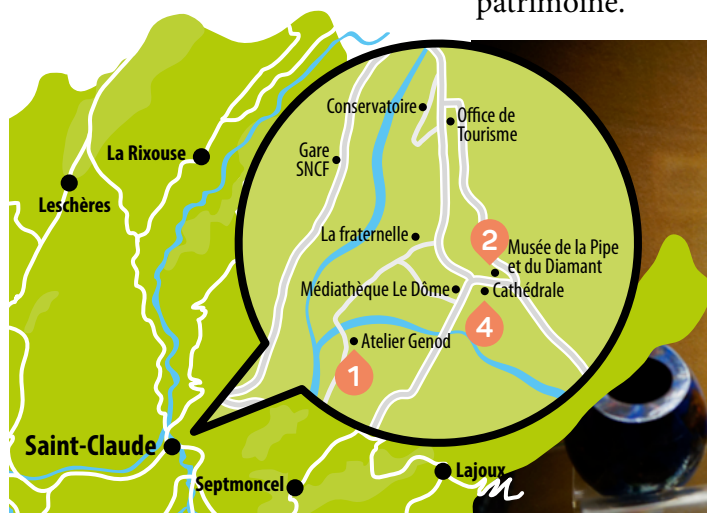 patrimoine.
Conservatoire
Office de
Tourisme
Gare
SNCF
La Rixouse
Leschères
La fraternelle
2
Musée de la Pipe
et du Diamant
Médiathèque Le Dôme
Cathédrale
4
Atelier Genod
1
Saint-Claude
Septmoncel
Lajoux